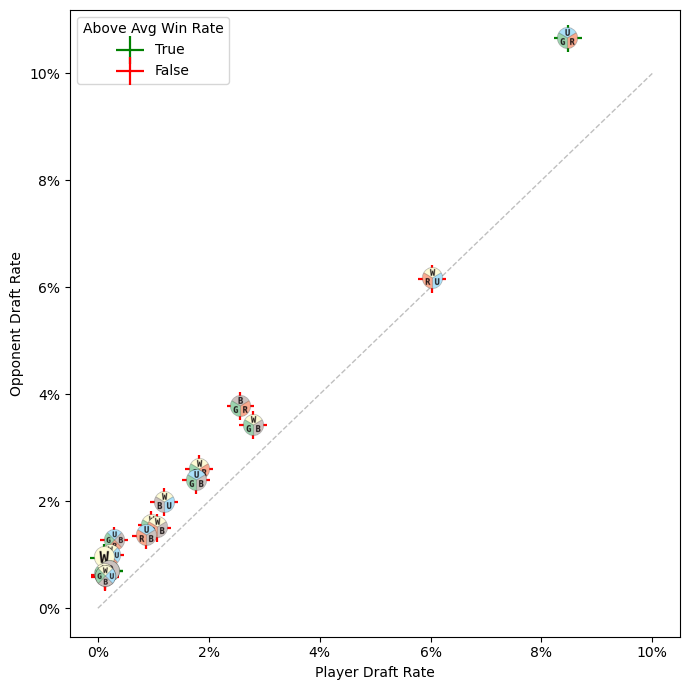 Above Avg Win Rate
True
False
U
G R
10%
8%
W
R U
6%
B
G R
4%
W
G B
W
U
G B
W
B U
2%
W
B
U
R B
U
G B
U
W
W
G
B U
0%
0% 2% 4% 6% 8% 10%
Player Draft Rate
Opponent Draft Rate